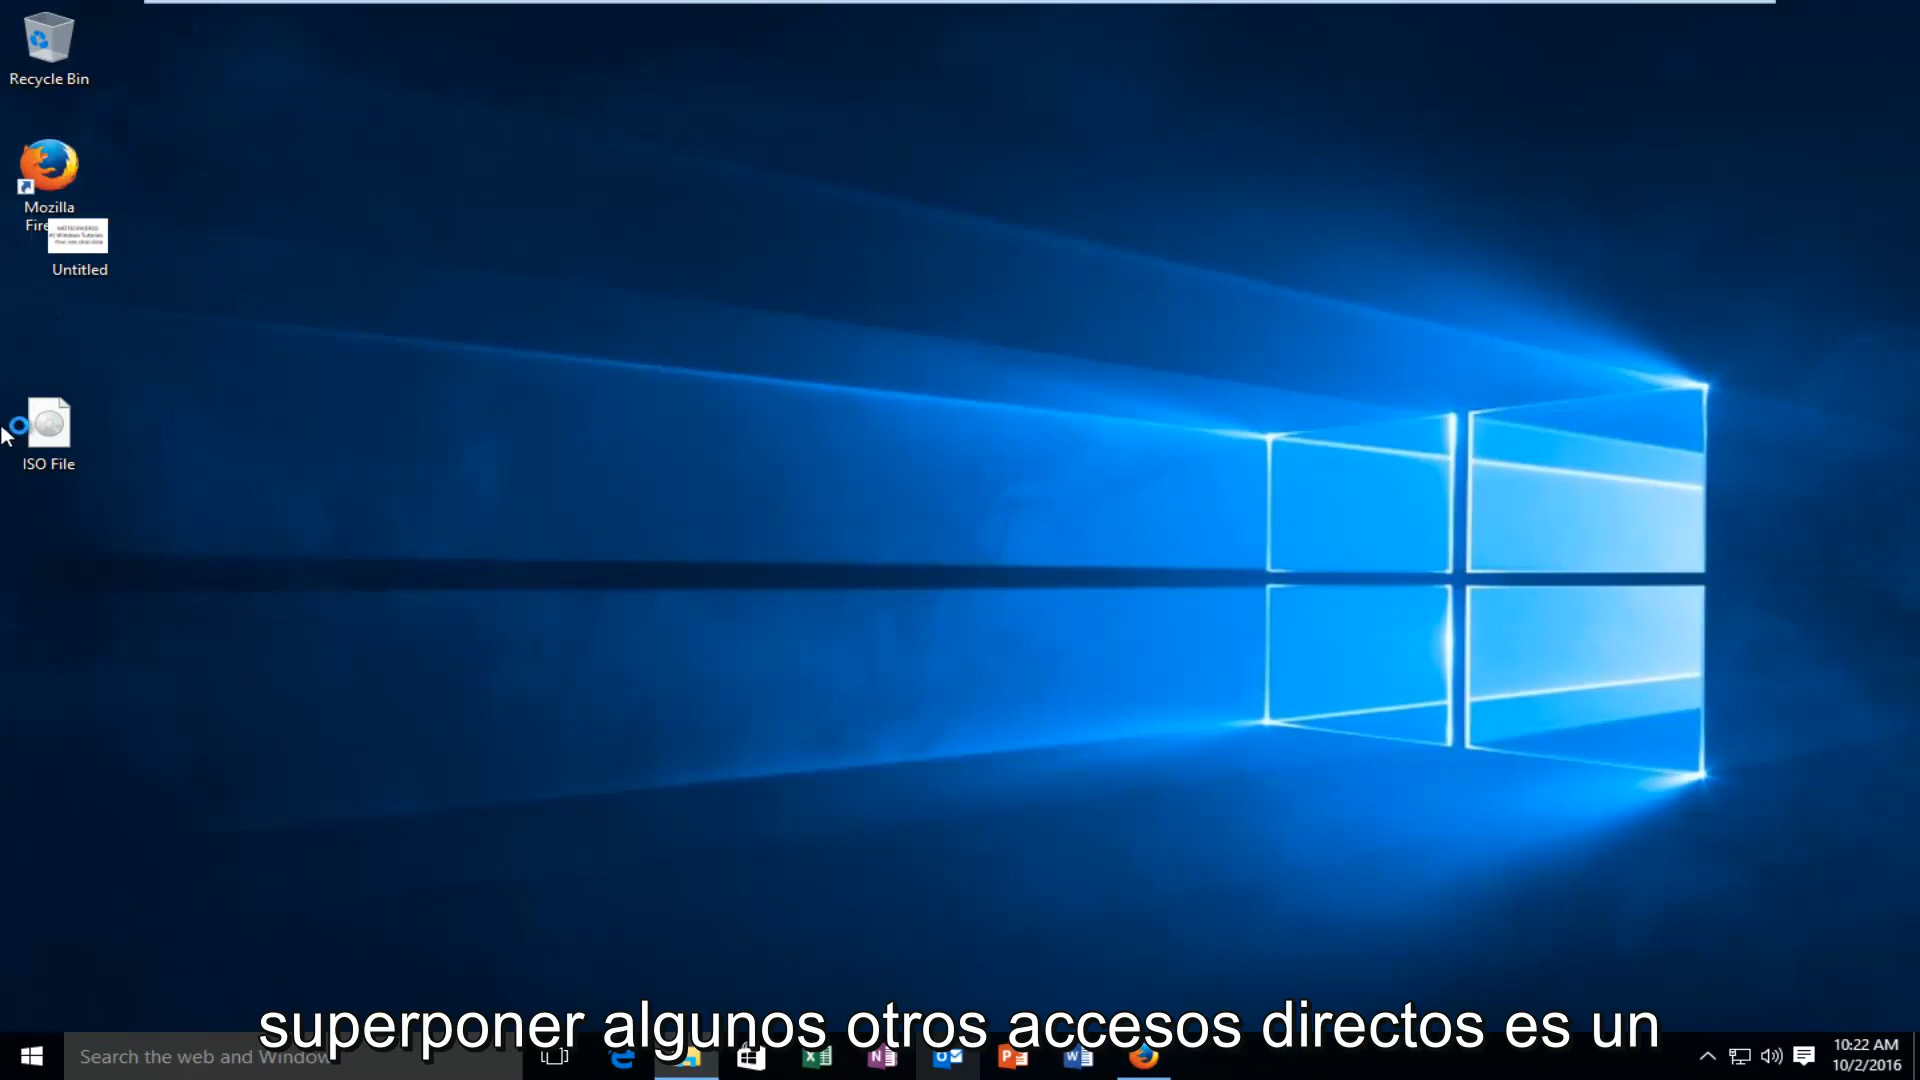 Recycle Bin
Mozilla
Untitled
ISO File
superponer algunos otros accesos directos es un
Search the web and Window
10:22 AM
10/2/2016